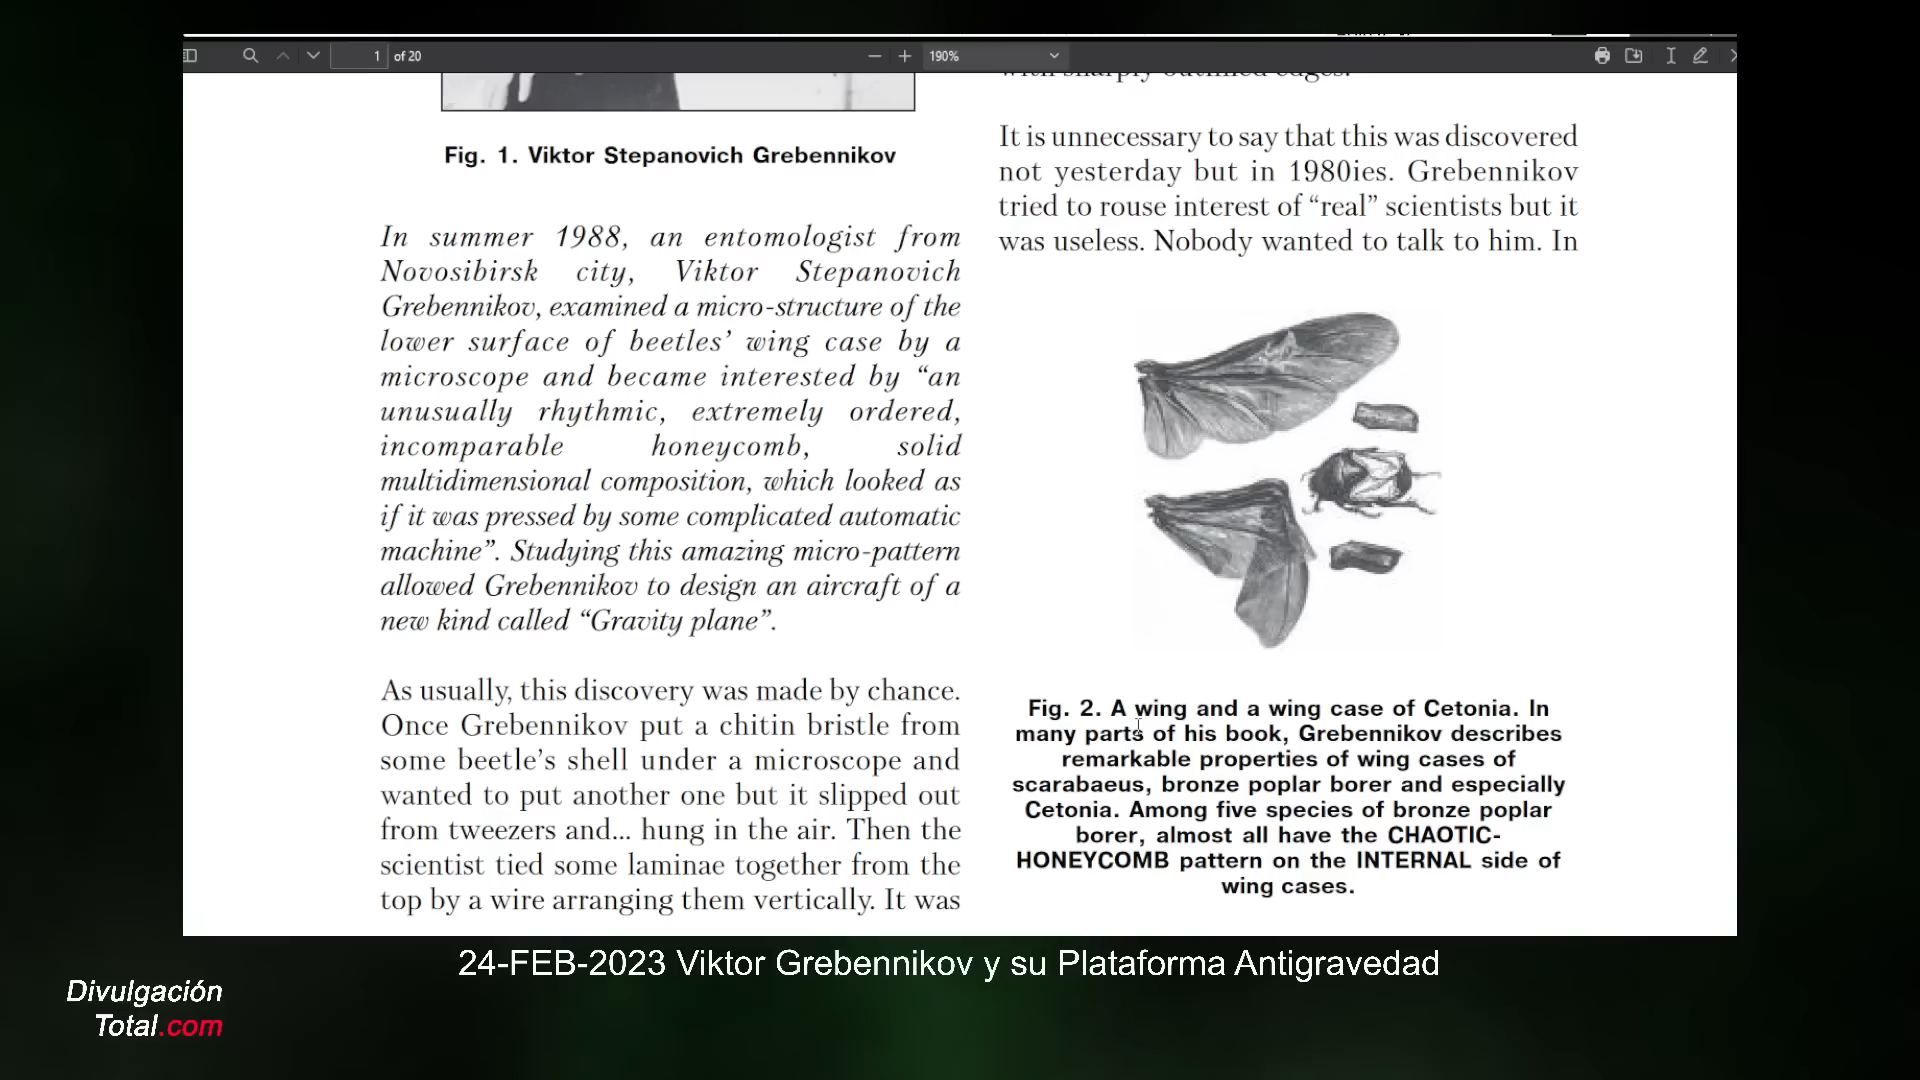 1 of 20
190%
Fig. 1. Viktor Stepanovich Grebennikov
In summer 1988, an entomologist from
Novosibirsk city, Viktor Stepanovich
Grebennikov, examined a micro-structure of the
lower surface of beetles’ wing case by a
microscope and became interested by “an
unusually rhythmic, extremely ordered,
incomparable honeycomb, solid
multidimensional composition, which looked as
if it was pressed by some complicated automatic
machine”. Studying this amazing micro-pattern
allowed Grebennikov to design an aircraft of a
new kind called “Gravity plane”.
As usually, this discovery was made by chance.
Once Grebennikov put a chitin bristle from
some beetle’s shell under a microscope and
wanted to put another one but it slipped out
from tweezers and... hung in the air. Then the
scientist tied some laminae together from the
top by a wire arranging them vertically. It was
with sharply outlined edges.
It is unnecessary to say that this was discovered
not yesterday but in 1980ies. Grebennikov
tried to rouse interest of “real” scientists but it
was useless. Nobody wanted to talk to him. In
Fig. 2. A wing and a wing case of Cetonia. In
many parts of his book, Grebennikov describes
remarkable properties of wing cases of
scarabaeus, bronze poplar borer and especially
Cetonia. Among five species of bronze poplar
borer, almost all have the CHAOTIC-
HONEYCOMB pattern on the INTERNAL side of
wing cases.
24-FEB-2023 Viktor Grebennikov y su Plataforma Antigravedad
Divulgación
Total.com